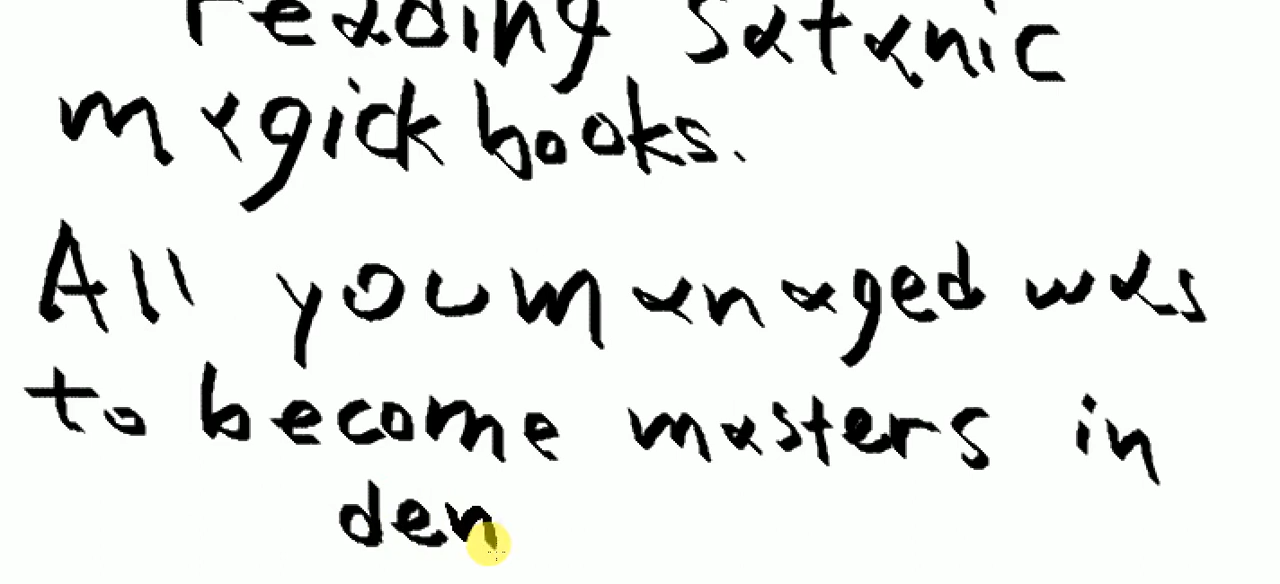 reading satanic
magick books.
All you managed was
to become masters in
den